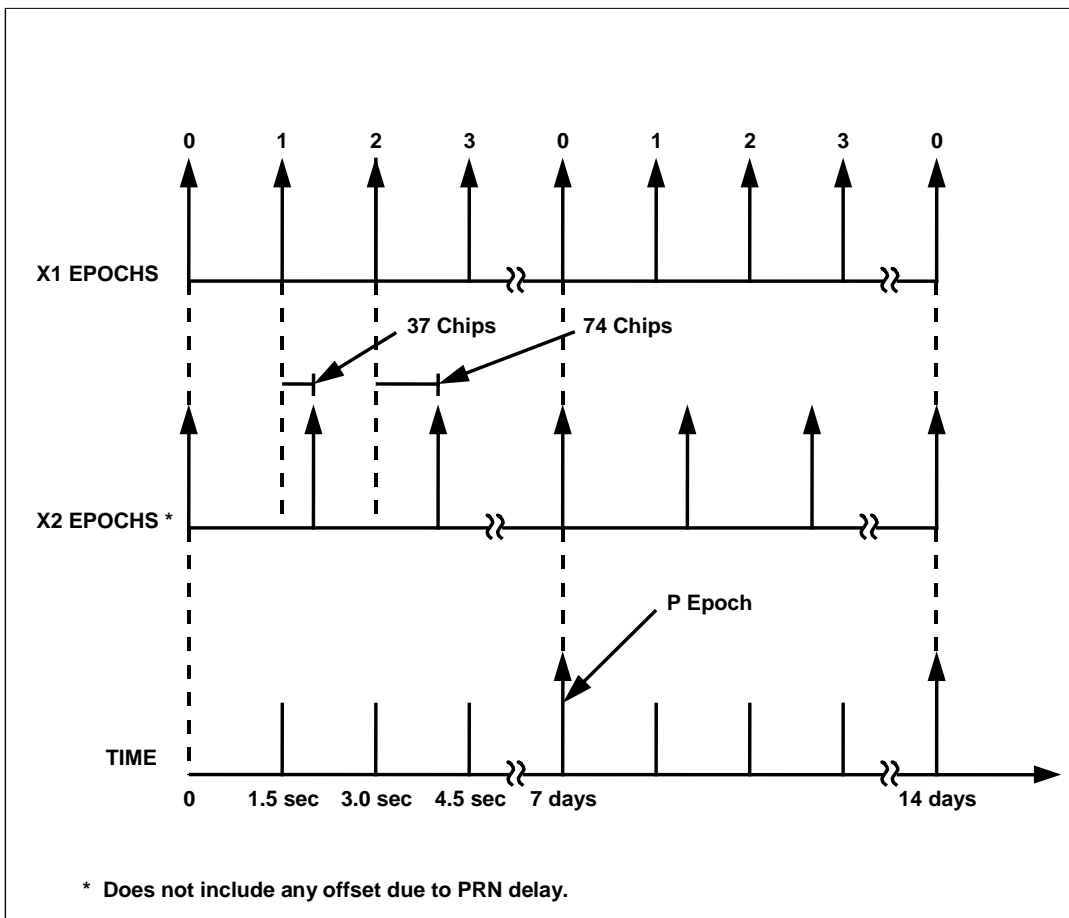 0 1 2 3 0 1 2 3 0
X1 EPOCHS
37 Chips 74 Chips
X2 EPOCHS *
P Epoch
TIME
0 1.5 sec 3.0 sec 4.5 sec 7 days 14 days
* Does not include any offset due to PRN delay.